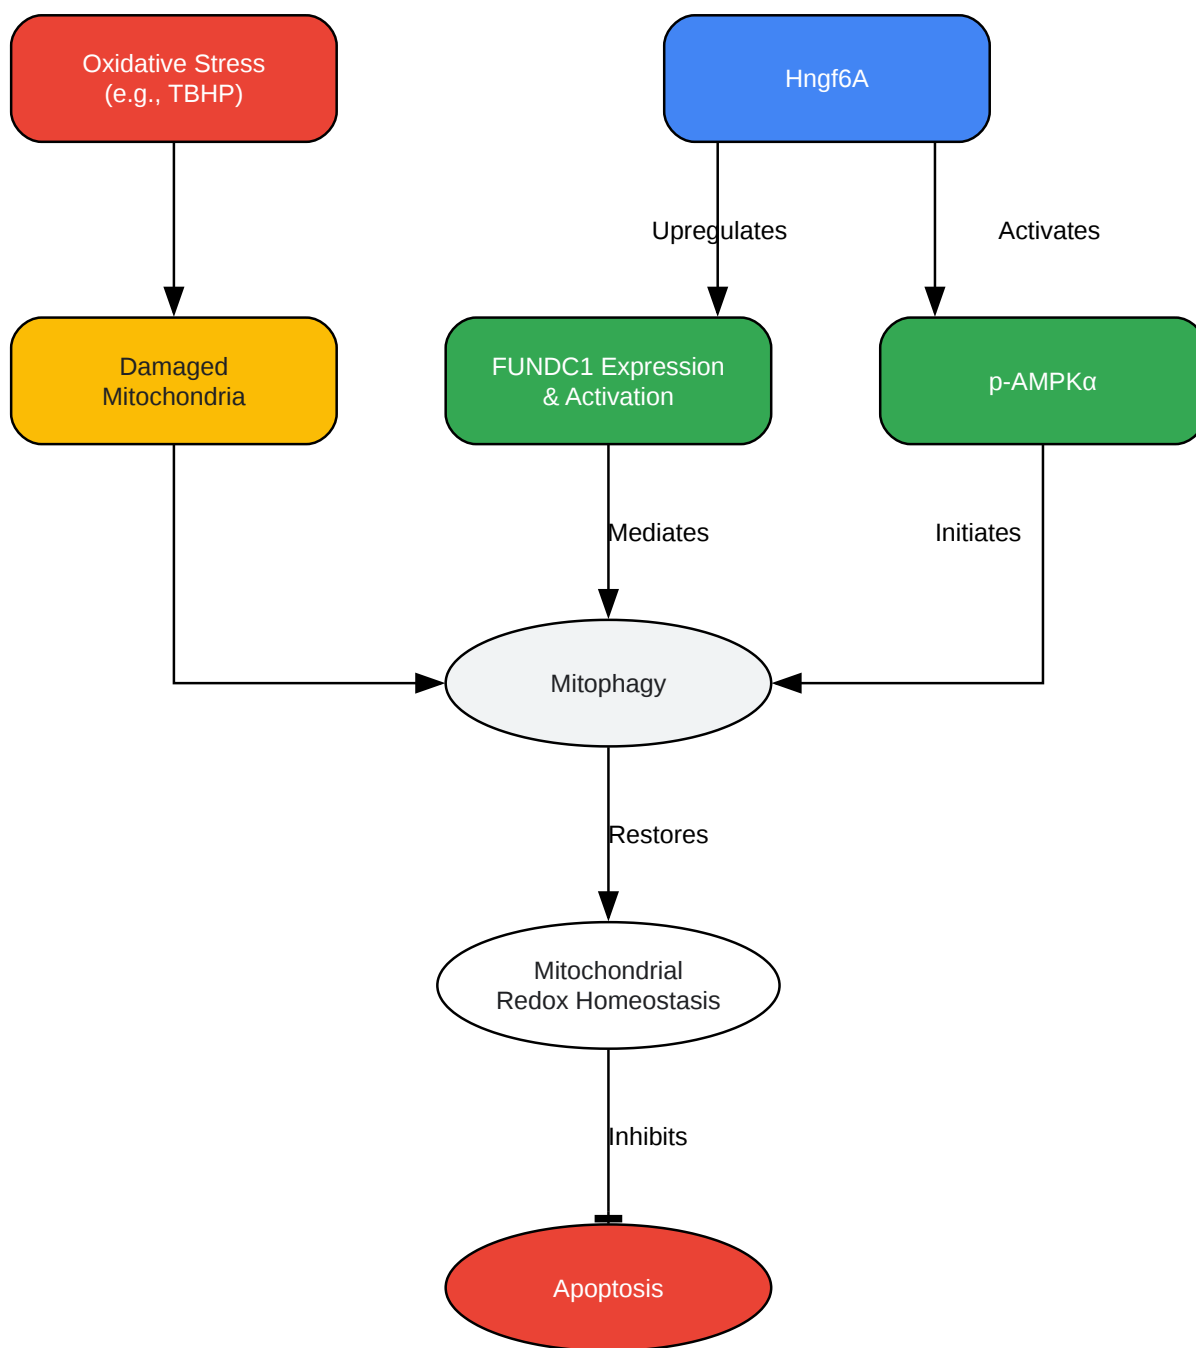 Oxidative Stress
(e.g., TBHP)
Hngf6A
Upregulates
Activates
Damaged
Mitochondria
FUNDC1 Expression
& Activation
p-AMPKα
Mediates
Initiates
Mitophagy
Restores
Mitochondrial
Redox Homeostasis
Inhibits
Apoptosis